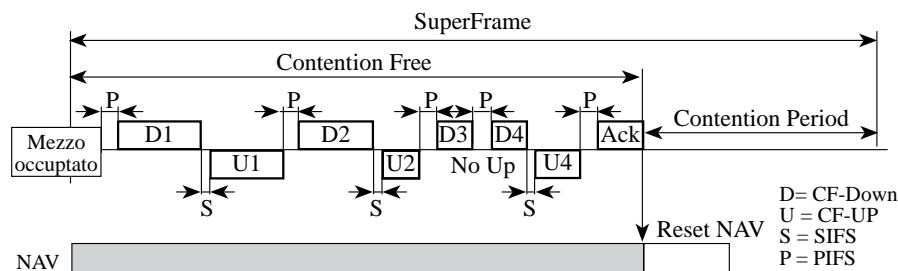 SuperFrame
Contention Free
P P P P P
Contention Period
Mezzo
occuptato
D1 D2 D3 D4 Ack
U1 U2 No Up U4
S S S
D= CF-Down
U = CF-UP
S = SIFS
P = PIFS
Reset NAV
NAV